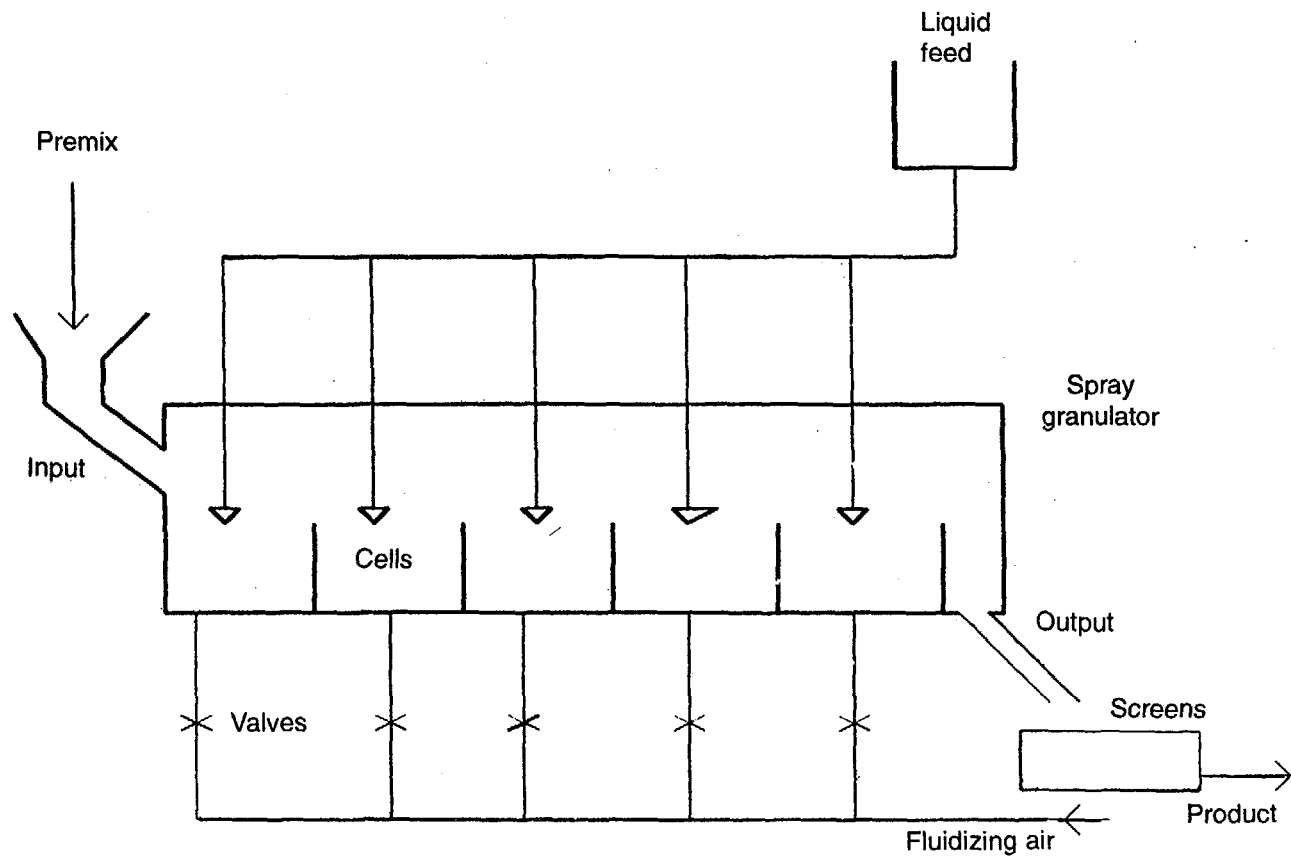 Liquid
feed
Premix
Spray
granulator
Input
Cells
Output
Valves
Screens
Product
Fluidizing air